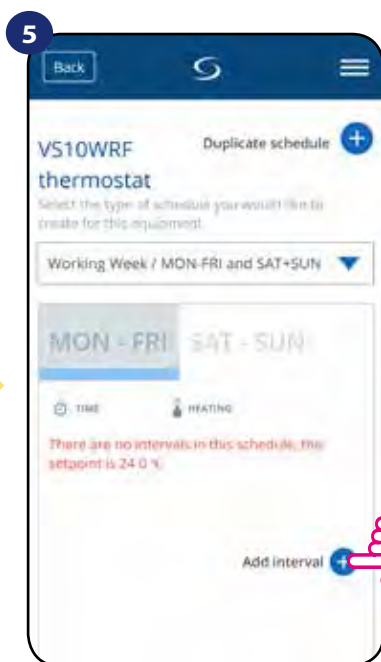 5
Back
Duplicate schedule
VS10WRF
thermostat
Select the type of schedule you would like to
create for this equipment
Working Week / MON-FRI and SAT+SUN
MON - FRI SAT - SUN
TIME HEATING
There are no intervals in this schedule, the
setpoint is 24.0 °C
Add interval